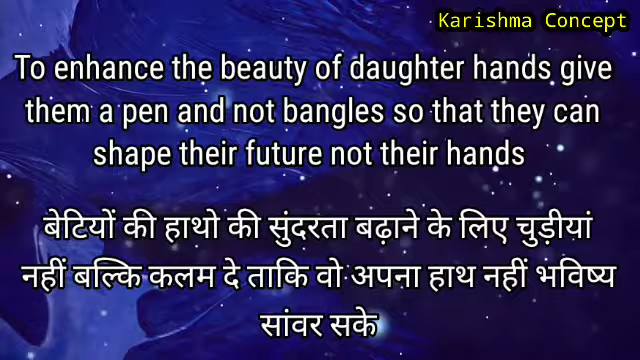 Karishma Concept
To enhance the beauty of daughter hands give
them a pen and not bangles so that they can
shape their future not their hands
बेटियों की हाथो की सुंदरता बढ़ाने के लिए चुड़ीयां
नहीं बल्कि कलम दे ताकि वो अपना हाथ नहीं भविष्य
सांवर सके